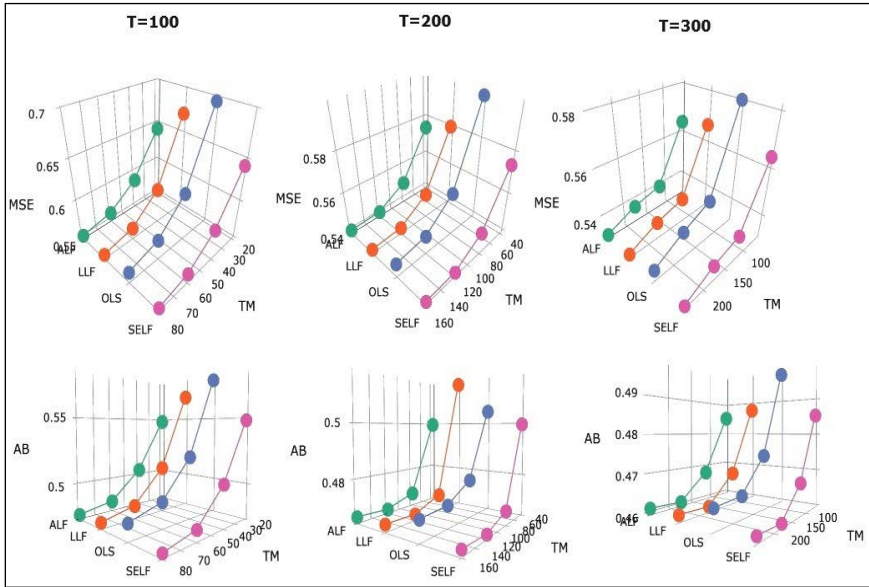 T=100
T=200
T=300
0.7
0.65
0.6
0.55
MSE
ALF
LLF
OLS
SELF
20
30
40
50
60
70
80
TM
0.58
0.56
0.54
MSE
ALF
LLF
OLS
SELF
40
60
80
100
120
140
160
TM
0.58
0.56
0.54
MSE
ALF
LLF
OLS
SELF
100
150
200
TM
0.55
0.5
AB
ALF
LLF
OLS
SELF
20
30
40
50
60
70
80
TM
0.5
0.48
AB
ALF
LLF
OLS
SELF
40
60
80
100
120
140
160
TM
0.49
0.48
0.47
0.46
AB
ALF
LLF
OLS
SELF
100
150
200
TM